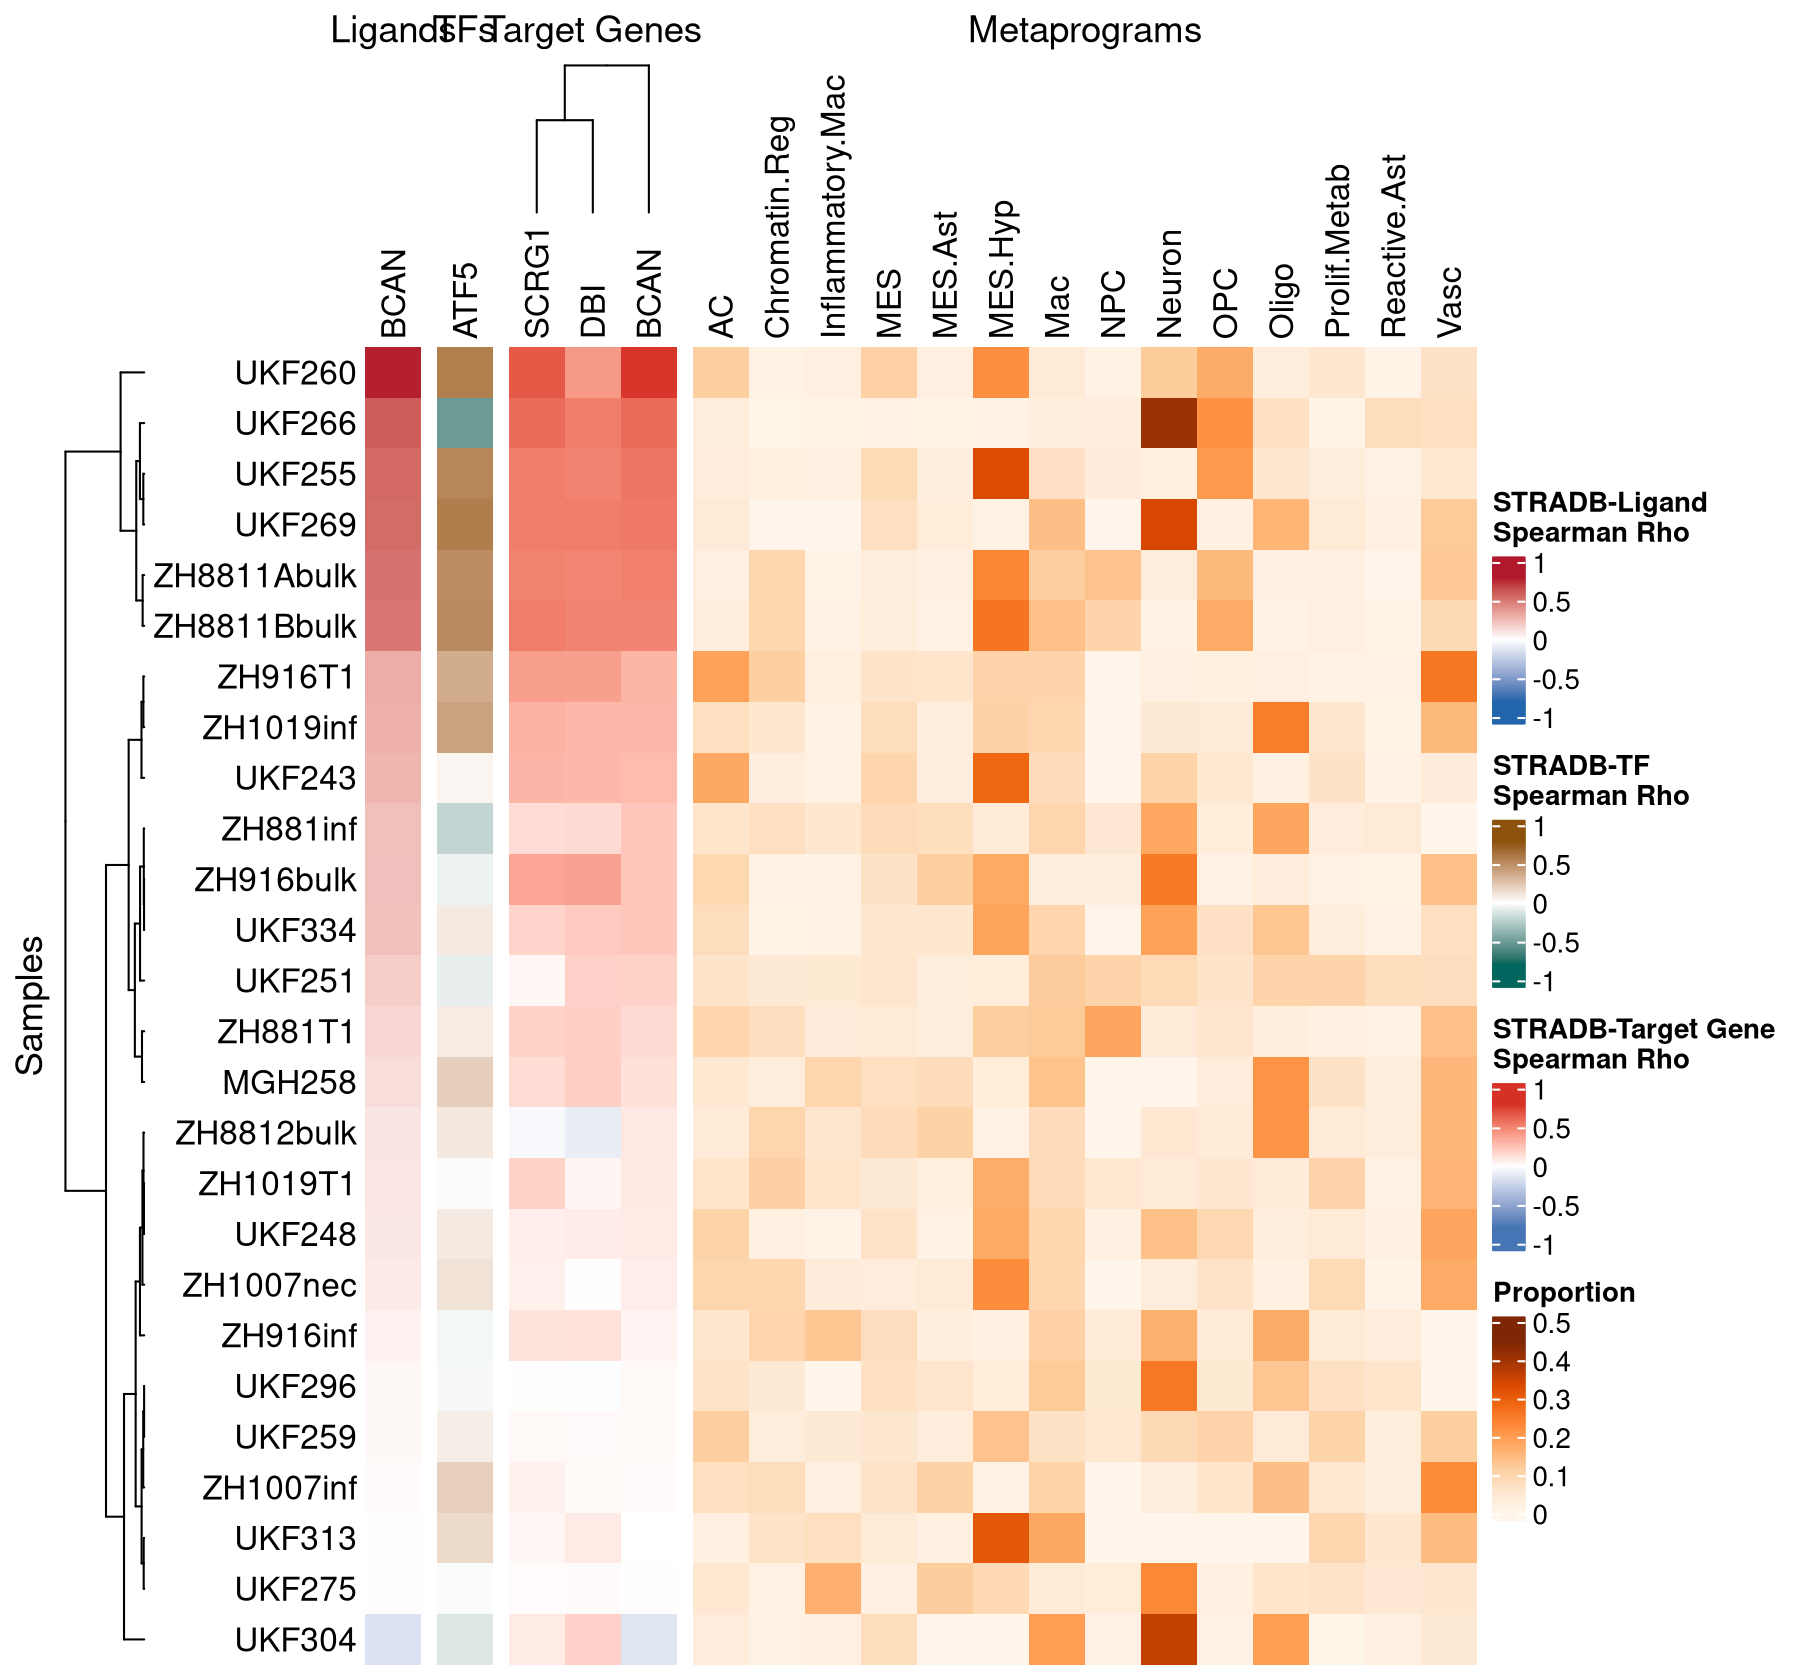 Ligands TFs Target Genes Metaprograms
BCAN ATF5 SCRG1 DBI BCAN AC Chromatin.Reg Inflammatory.Mac MES MES.Ast MES.Hyp Mac NPC Neuron OPC Oligo Prolif.Metab Reactive.Ast Vasc
Samples
UKF260
UKF266
UKF255
UKF269
ZH8811Abulk
ZH8811Bbulk
ZH916T1
ZH1019inf
UKF243
ZH881inf
ZH916bulk
UKF334
UKF251
ZH881T1
MGH258
ZH8812bulk
ZH1019T1
UKF248
ZH1007nec
ZH916inf
UKF296
UKF259
ZH1007inf
UKF313
UKF275
UKF304
STRADB-Ligand
Spearman Rho
1
0.5
0
-0.5
-1
STRADB-TF
Spearman Rho
1
0.5
0
-0.5
-1
STRADB-Target Gene
Spearman Rho
1
0.5
0
-0.5
-1
Proportion
0.5
0.4
0.3
0.2
0.1
0